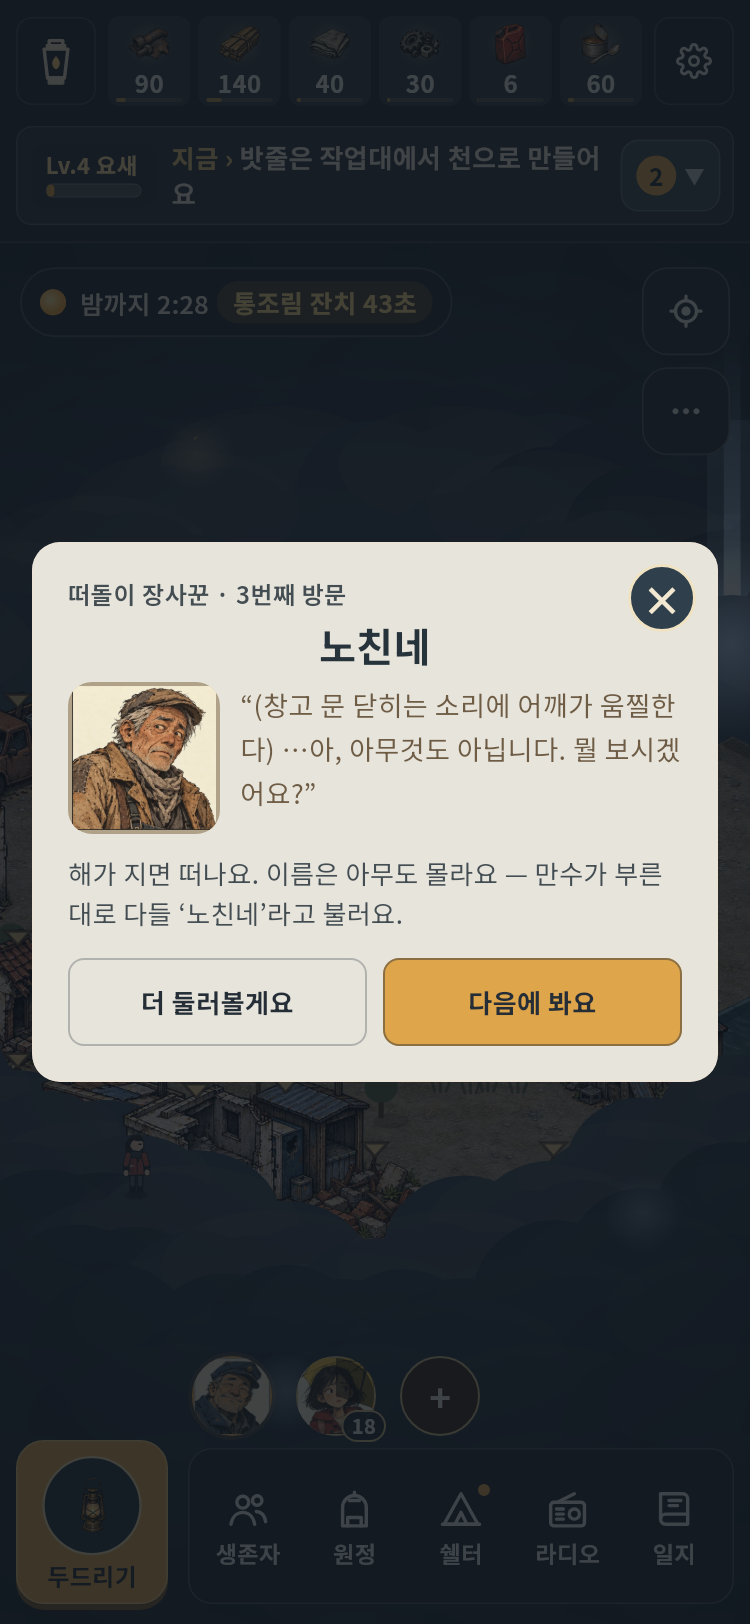 90 140 40 30 6 60
Lv.4 요새
지금 › 밧줄은 작업대에서 천으로 만들어
요
2
밤까지 2:28 통조림 잔치 43초
떠돌이 장사꾼 · 3번째 방문
노친네
“(창고 문 닫히는 소리에 어깨가 움찔한
다) …아, 아무것도 아닙니다. 뭘 보시겠
어요?”
해가 지면 떠나요. 이름은 아무도 몰라요 — 만수가 부른
대로 다들 ‘노친네’라고 불러요.
더 둘러볼게요 다음에 봐요
18
두드리기 생존자 원정 쉘터 라디오 일지